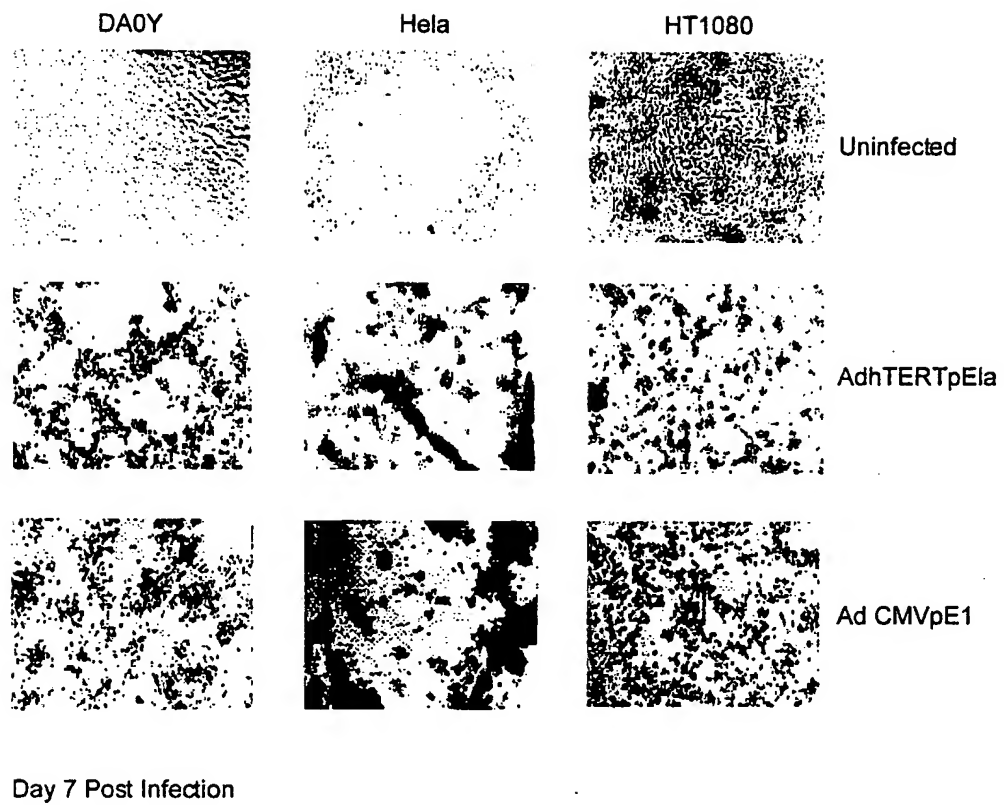 DA0Y Hela HT1080
Uninfected
AdhTERTpEla
Ad CMVpE1
Day 7 Post Infection